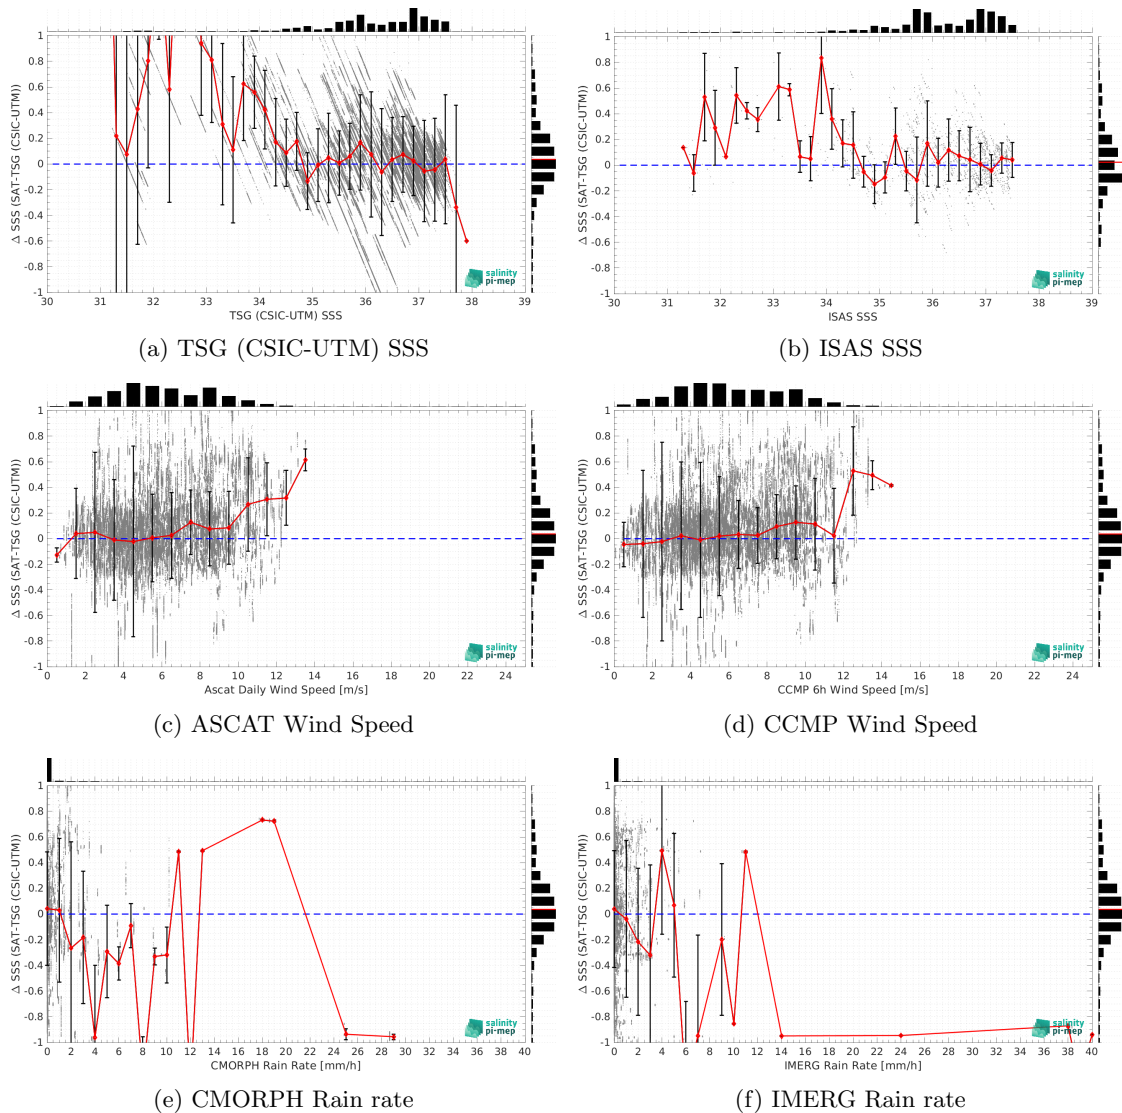 1
0.8
0.6
0.4
0.2
0
-0.2
-0.4
-0.6
-0.8
-1
Δ SSS (SAT-TSG (CSIC-UTM))
30 31 32 33 34 35 36 37 38 39
TSG (CSIC-UTM) SSS
salinity
pi-mep
(a) TSG (CSIC-UTM) SSS
1
0.8
0.6
0.4
0.2
0
-0.2
-0.4
-0.6
-0.8
-1
Δ SSS (SAT-TSG (CSIC-UTM))
30 31 32 33 34 35 36 37 38 39
ISAS SSS
salinity
pi-mep
(b) ISAS SSS
1
0.8
0.6
0.4
0.2
0
-0.2
-0.4
-0.6
-0.8
-1
Δ SSS (SAT-TSG (CSIC-UTM))
0 2 4 6 8 10 12 14 16 18 20 22 24
Ascat Daily Wind Speed [m/s]
salinity
pi-mep
(c) ASCAT Wind Speed
1
0.8
0.6
0.4
0.2
0
-0.2
-0.4
-0.6
-0.8
-1
Δ SSS (SAT-TSG (CSIC-UTM))
0 2 4 6 8 10 12 14 16 18 20 22 24
CCMP 6h Wind Speed [m/s]
salinity
pi-mep
(d) CCMP Wind Speed
1
0.8
0.6
0.4
0.2
0
-0.2
-0.4
-0.6
-0.8
-1
Δ SSS (SAT-TSG (CSIC-UTM))
0 2 4 6 8 10 12 14 16 18 20 22 24 26 28 30 32 34 36 38 40
CMORPH Rain Rate [mm/h]
salinity
pi-mep
(e) CMORPH Rain rate
1
0.8
0.6
0.4
0.2
0
-0.2
-0.4
-0.6
-0.8
-1
Δ SSS (SAT-TSG (CSIC-UTM))
0 2 4 6 8 10 12 14 16 18 20 22 24 26 28 30 32 34 36 38 40
IMERG Rain Rate [mm/h]
salinity
pi-mep
(f) IMERG Rain rate